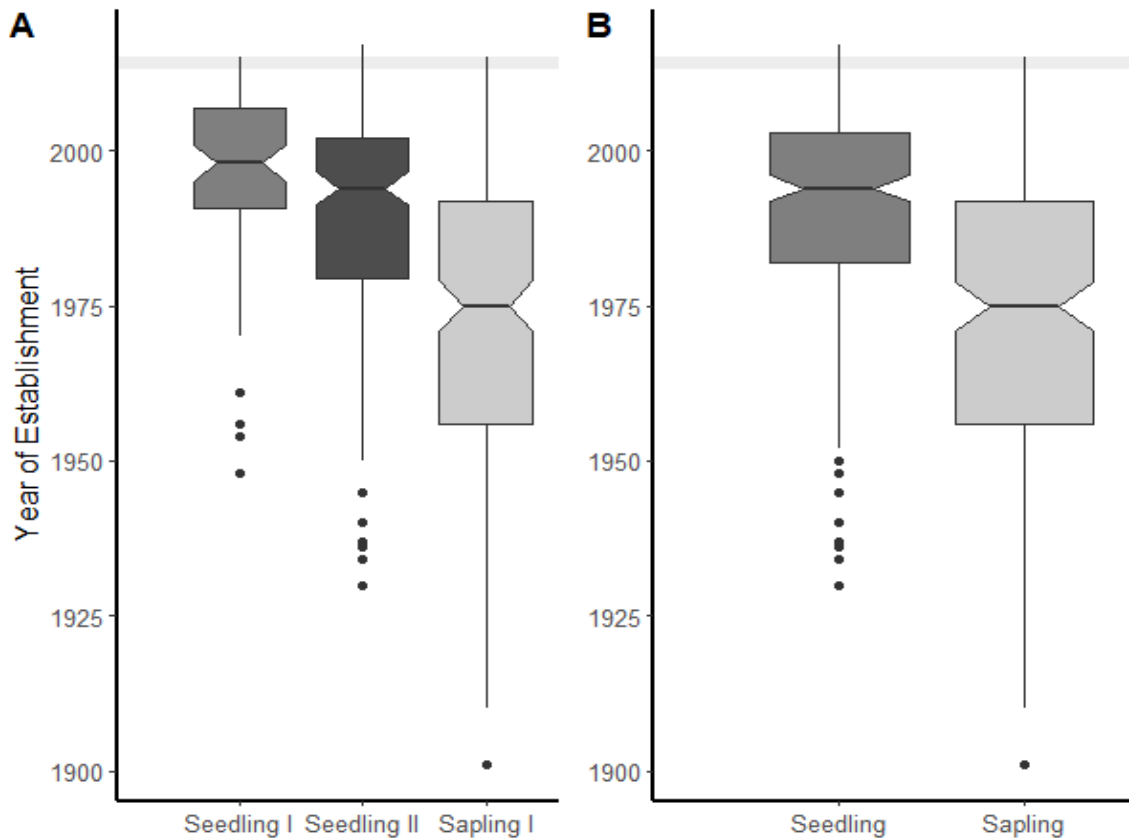 A
Year of Establishment
2000
1975
1950
1925
1900
Seedling I Seedling II Sapling I
B
2000
1975
1950
1925
1900
Seedling Sapling